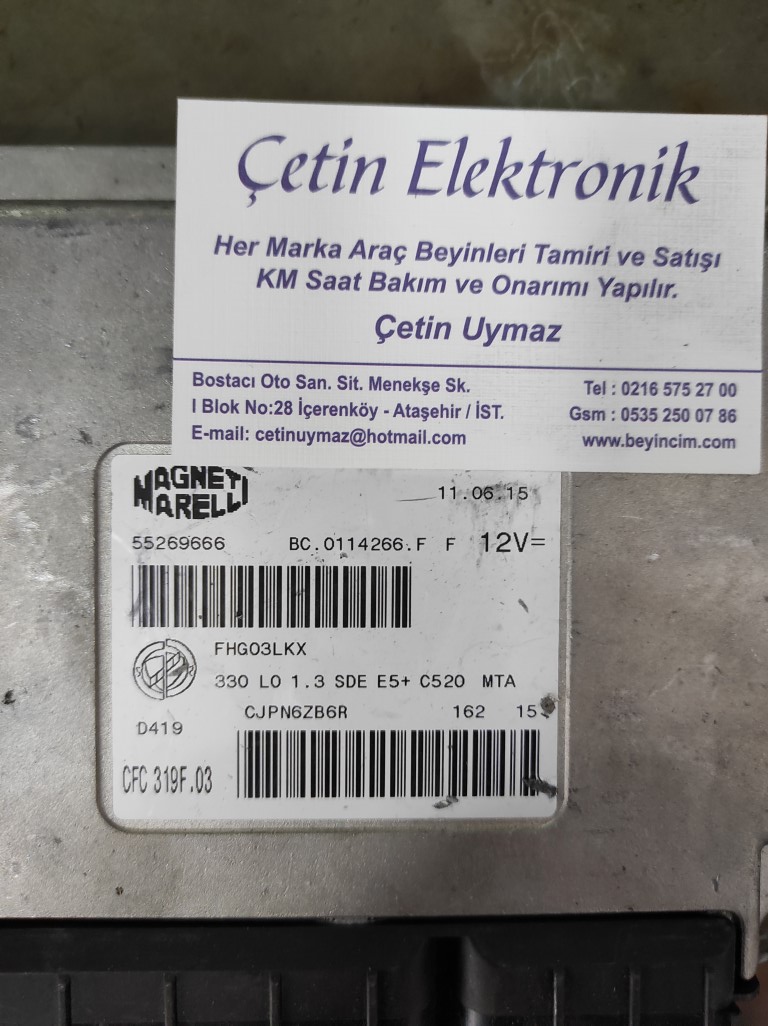 Çetin Elektronik
Her Marka Araç Beyinleri Tamiri ve Satışı
KM Saat Bakım ve Onarımı Yapılır.
Çetin Uymaz
Bostacı Oto San. Sit. Menekşe Sk.
I Blok No:28 İçerenköy - Ataşehir / İST.
E-mail: cetinuymaz@hotmail.com
Tel : 0216 575 27 00
Gsm : 0535 250 07 86
www.beyincim.com
MAGNETI
MARELLI
11.06.15
55269666 BC.0114266.F F 12V=
FHG03LKX
330 L0 1.3 SDE E5+ C520 MTA
CJPN6ZB6R 162 15
D419
CFC 319F.03